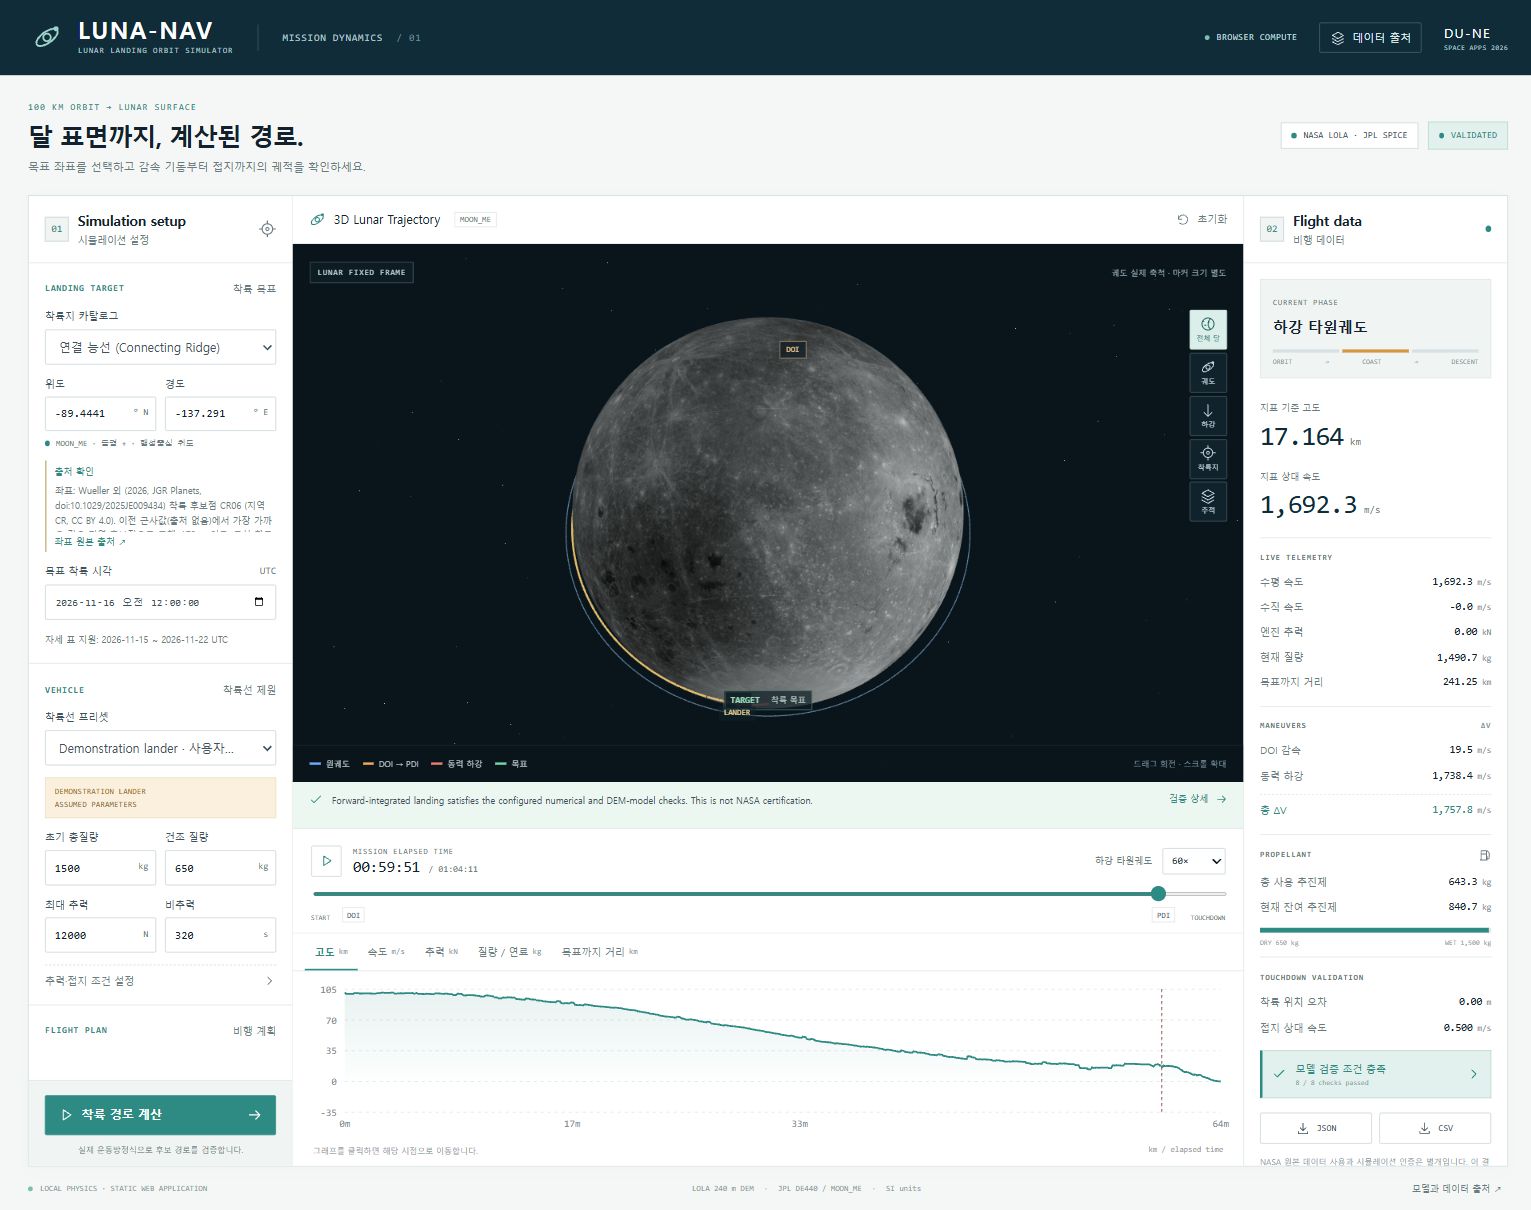 LUNA-NAV
LUNAR LANDING ORBIT SIMULATOR
MISSION DYNAMICS / 01
BROWSER COMPUTE
데이터 출처
DU-NE
SPACE APPS 2026
100 KM ORBIT → LUNAR SURFACE
달 표면까지, 계산된 경로.
목표 좌표를 선택하고 감속 기동부터 접지까지의 궤적을 확인하세요.
NASA LOLA · JPL SPICE
VALIDATED
01
Simulation setup
시뮬레이션 설정
LANDING TARGET 착륙 목표
착륙지 카탈로그
연결 능선 (Connecting Ridge)
위도 경도
-89.4441 ° N -137.291 ° E
MOON_ME · 동경 + · 행성중심 위도
출처 확인
좌표: Wueller 외 (2026, JGR Planets,
doi:10.1029/2025JE009434) 착륙 후보점 CR06 (지역
CR, CC BY 4.0). 이전 근사값(출처 없음)에서 가장 가까
좌표 원본 출처 ↗
목표 착륙 시각 UTC
2026-11-16 오전 12:00:00
자세 표 지원: 2026-11-15 ~ 2026-11-22 UTC
VEHICLE 착륙선 제원
착륙선 프리셋
Demonstration lander · 사용자...
DEMONSTRATION LANDER
ASSUMED PARAMETERS
초기 총질량 건조 질량
1500 kg 650 kg
최대 추력 비추력
12000 N 320 s
추력·접지 조건 설정
FLIGHT PLAN 비행 계획
착륙 경로 계산 →
실제 운동방정식으로 후보 경로를 검증합니다.
3D Lunar Trajectory MOON_ME
초기화
LUNAR FIXED FRAME
궤도 실제 축척 · 마커 크기 별도
DOI
전체 달
궤도
하강
착륙지
추적
TARGET 착륙 목표
LANDER
원궤도 DOI → PDI 동력 하강 목표
드래그 회전 · 스크롤 확대
Forward-integrated landing satisfies the configured numerical and DEM-model checks. This is not NASA certification.
검증 상세 →
MISSION ELAPSED TIME
00:59:51 / 01:04:11
하강 타원궤도 60×
START DOI PDI TOUCHDOWN
고도 km 속도 m/s 추력 kN 질량 / 연료 kg 목표까지 거리 km
105
70
35
0
-35
0m 17m 33m 64m
그래프를 클릭하면 해당 시점으로 이동합니다.
km / elapsed time
02
Flight data
비행 데이터
CURRENT PHASE
하강 타원궤도
ORBIT → COAST → DESCENT
지표 기준 고도
17.164 km
지표 상대 속도
1,692.3 m/s
LIVE TELEMETRY
수평 속도 1,692.3 m/s
수직 속도 -0.0 m/s
엔진 추력 0.00 kN
현재 질량 1,490.7 kg
목표까지 거리 241.25 km
MANEUVERS ΔV
DOI 감속 19.5 m/s
동력 하강 1,738.4 m/s
총 ΔV 1,757.8 m/s
PROPELLANT
총 사용 추진제 643.3 kg
현재 잔여 추진제 840.7 kg
DRY 650 kg WET 1,500 kg
TOUCHDOWN VALIDATION
착륙 위치 오차 0.00 m
접지 상대 속도 0.500 m/s
모델 검증 조건 충족
8 / 8 checks passed
JSON CSV
NASA 원본 데이터 사용과 시뮬레이션 인증은 별개입니다. 이 결
LOCAL PHYSICS · STATIC WEB APPLICATION
LOLA 240 m DEM · JPL DE440 / MOON_ME · SI units
모델과 데이터 출처 ↗